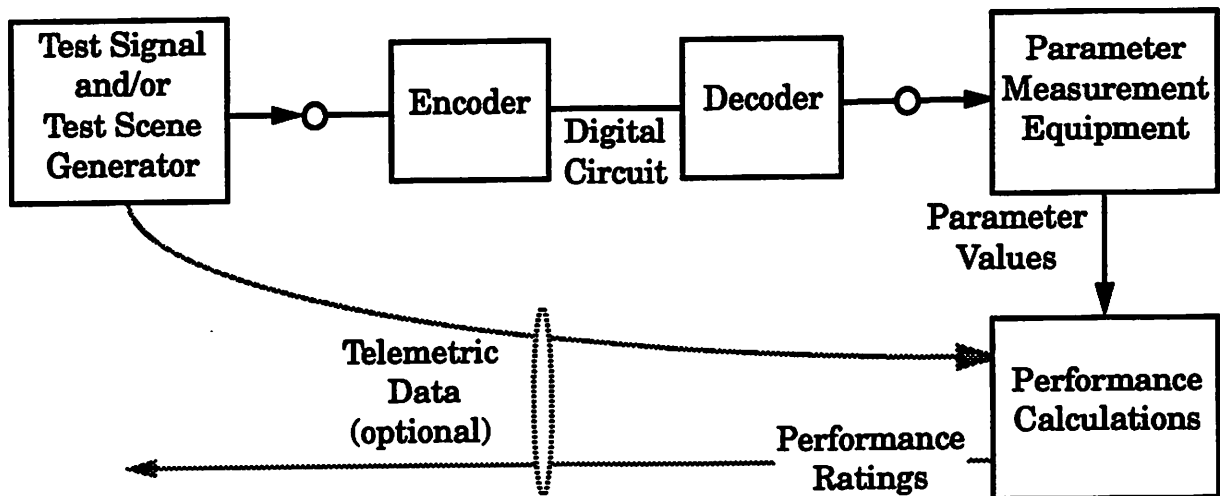 Test Signal
and/or
Test Scene
Generator
Encoder
Digital
Circuit
Decoder
Parameter
Measurement
Equipment
Parameter
Values
Telemetric
Data
(optional)
Performance
Calculations
Performance
Ratings